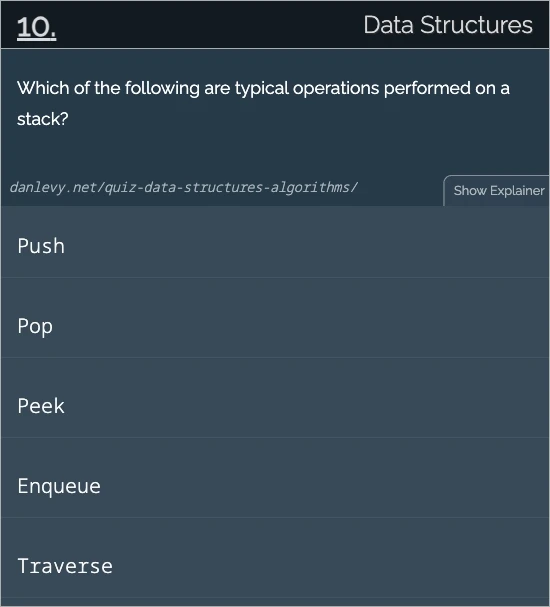 10.
Data Structures
Which of the following are typical operations performed on a
stack?
danlevy.net/quiz-data-structures-algorithms/
Show Explainer
Push
Pop
Peek
Enqueue
Traverse